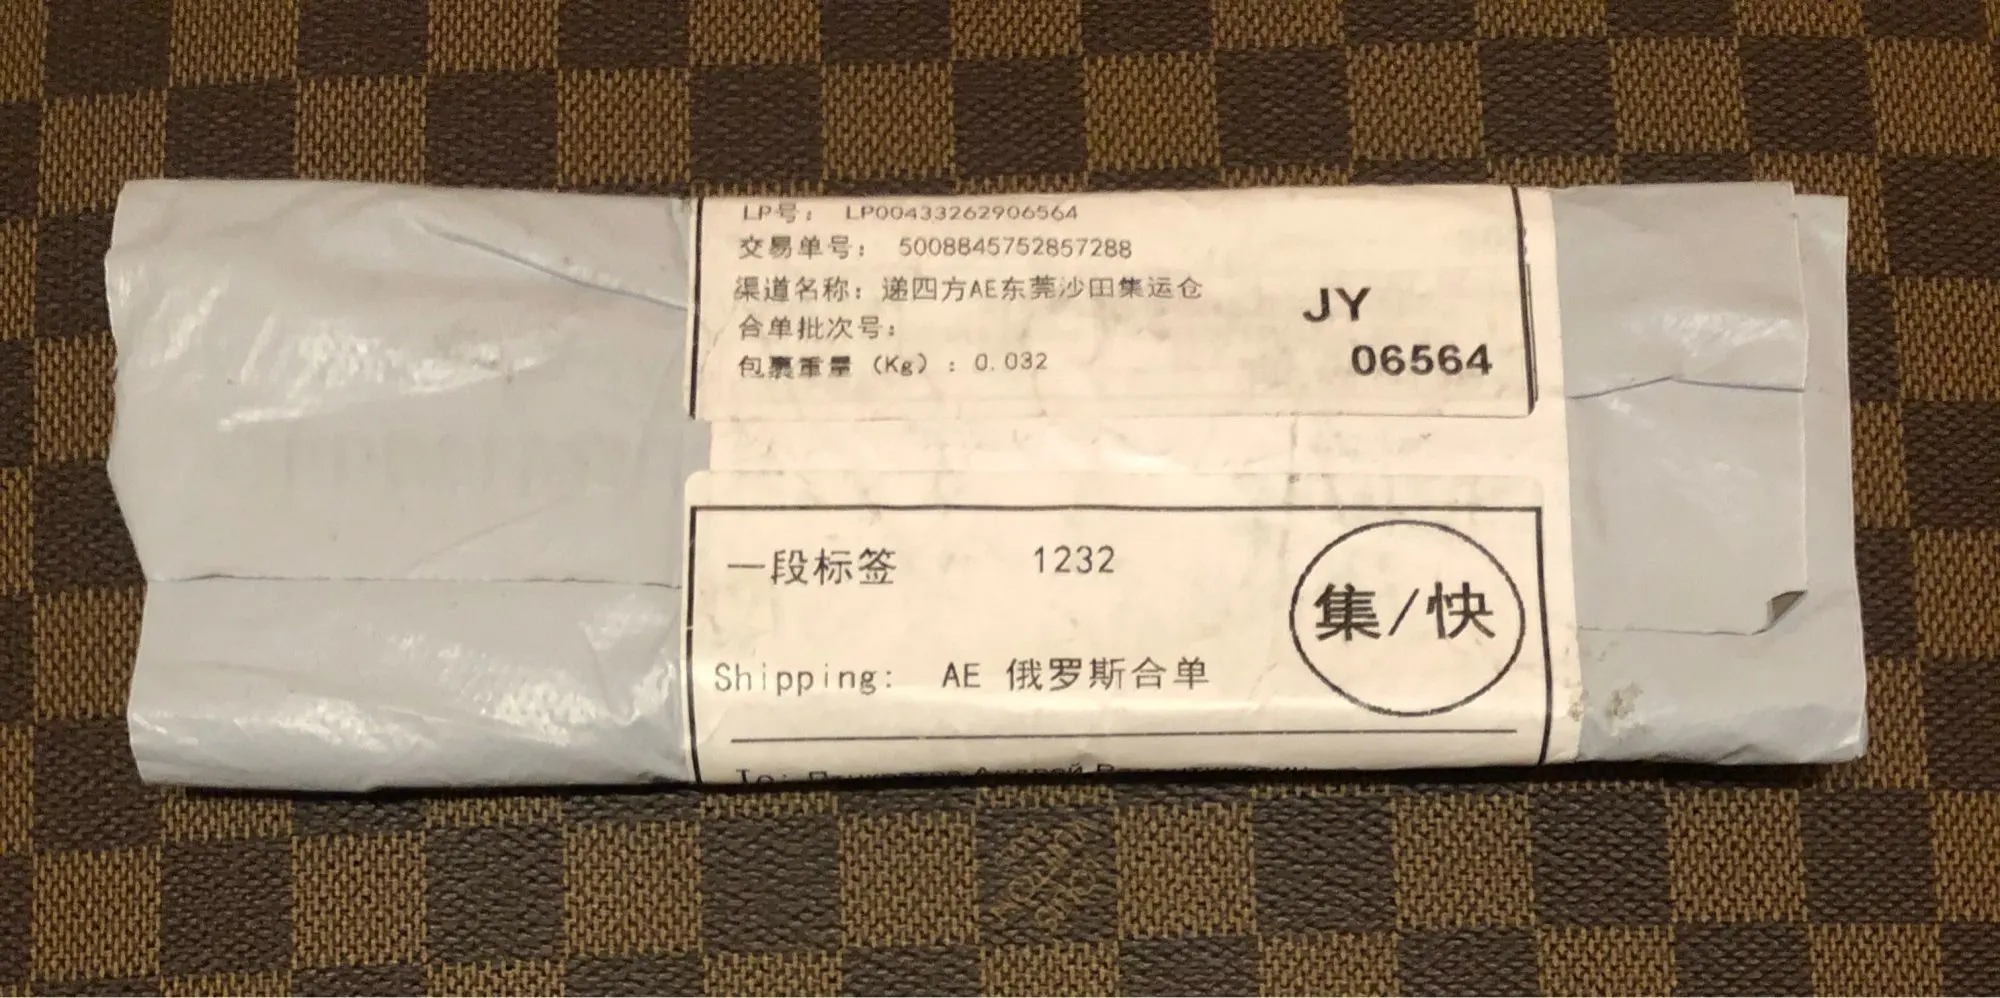 LP号： LP00433262906564
交易单号： 5008845752857288
渠道名称：递四方AE东莞沙田集运仓
合单批次号：
包裹重量（Kg）：0.032
JY
06564
一段标签 1232
集/快
Shipping: AE 俄罗斯合单
To: